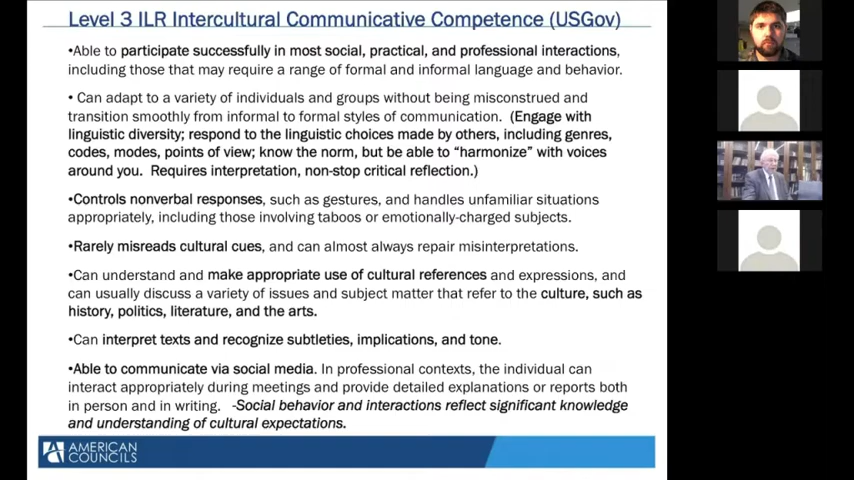 Level 3 ILR Intercultural Communicative Competence (USGov)
•Able to participate successfully in most social, practical, and professional interactions,
including those that may require a range of formal and informal language and behavior.
• Can adapt to a variety of individuals and groups without being misconstrued and
transition smoothly from informal to formal styles of communication. (Engage with
linguistic diversity; respond to the linguistic choices made by others, including genres,
codes, modes, points of view; know the norm, but be able to “harmonize” with voices
around you. Requires interpretation, non-stop critical reflection.)
•Controls nonverbal responses, such as gestures, and handles unfamiliar situations
appropriately, including those involving taboos or emotionally-charged subjects.
•Rarely misreads cultural cues, and can almost always repair misinterpretations.
•Can understand and make appropriate use of cultural references and expressions, and
can usually discuss a variety of issues and subject matter that refer to the culture, such as
history, politics, literature, and the arts.
•Can interpret texts and recognize subtleties, implications, and tone.
•Able to communicate via social media. In professional contexts, the individual can
interact appropriately during meetings and provide detailed explanations or reports both
in person and in writing. -Social behavior and interactions reflect significant knowledge
and understanding of cultural expectations.
AMERICAN
COUNCILS